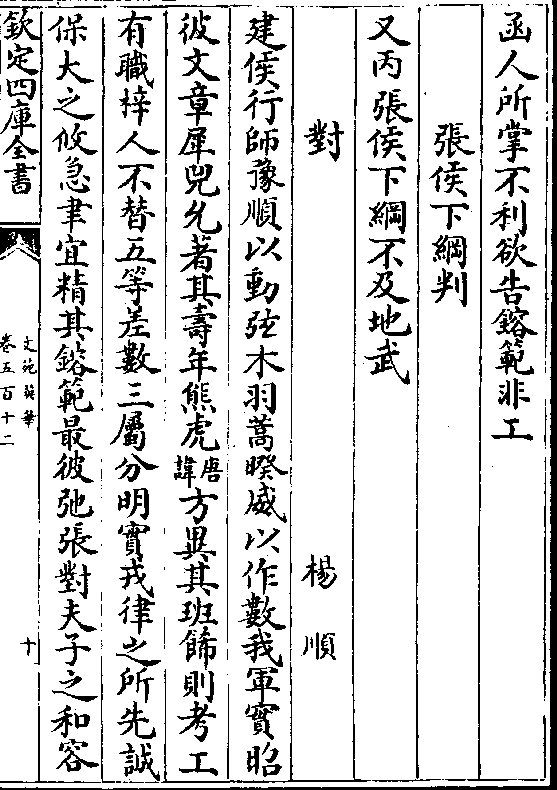 函人所掌不利欲告鎔範非工
張侯下綱判
又丙張侯下綱不及地武
對 楊順
建侯行師豫順以動弦木羽蒿睽威以作數我軍實昭
彼文章犀兕允著其壽年熊虎唐諱方異其班飾則考工
有職梓人不替五等差數三屬分明實戎律之所先誠
保大之攸急聿宜精其鎔範最彼弛張對夫子之和容
欽定四庫全書
文苑英華
卷五百十二
十